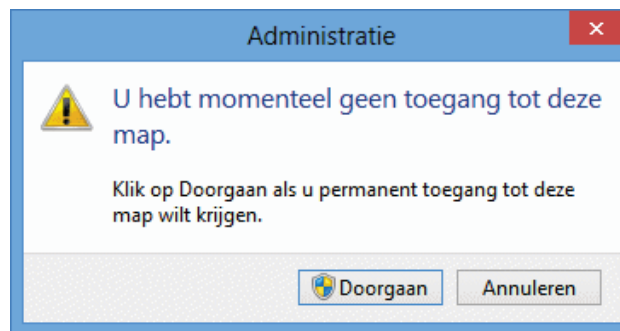 Administratie
U hebt momenteel geen toegang tot deze
map.
Klik op Doorgaan als u permanent toegang tot deze
map wilt krijgen.
Doorgaan Annuleren